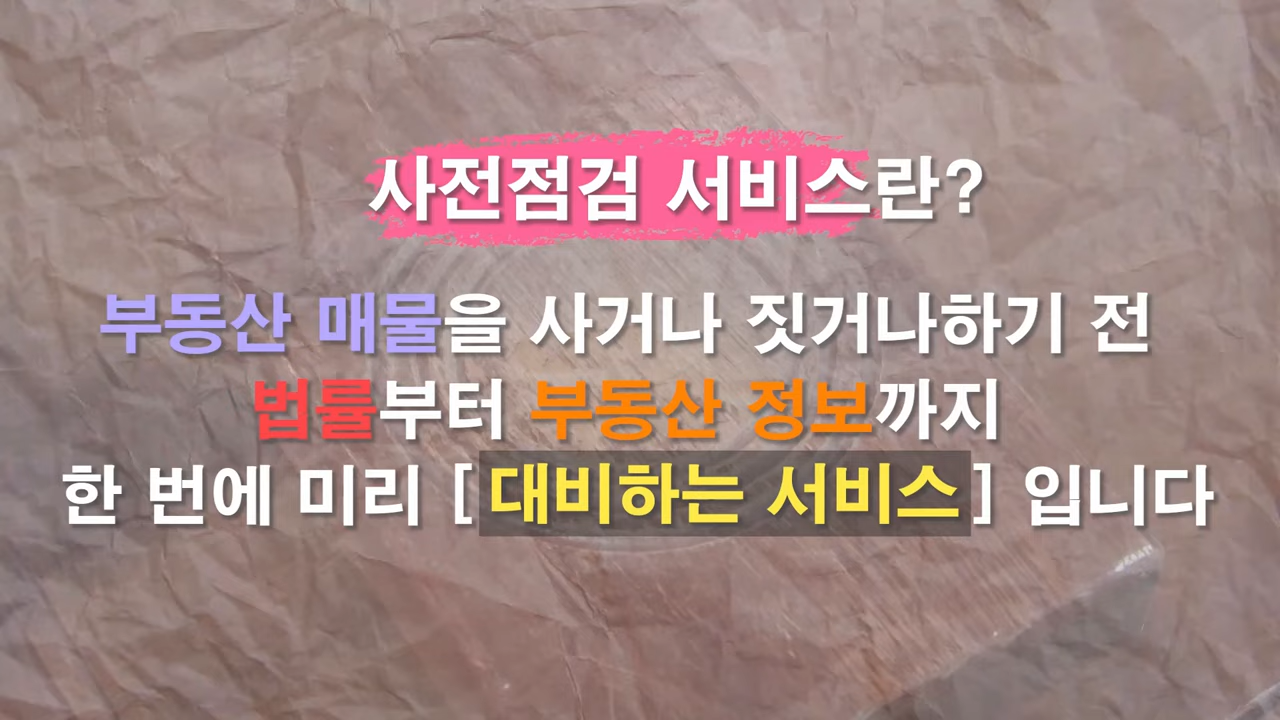 사전점검 서비스란?
부동산 매물을 사거나 짓거나하기 전
법률부터 부동산 정보까지
한 번에 미리 [대비하는 서비스] 입니다